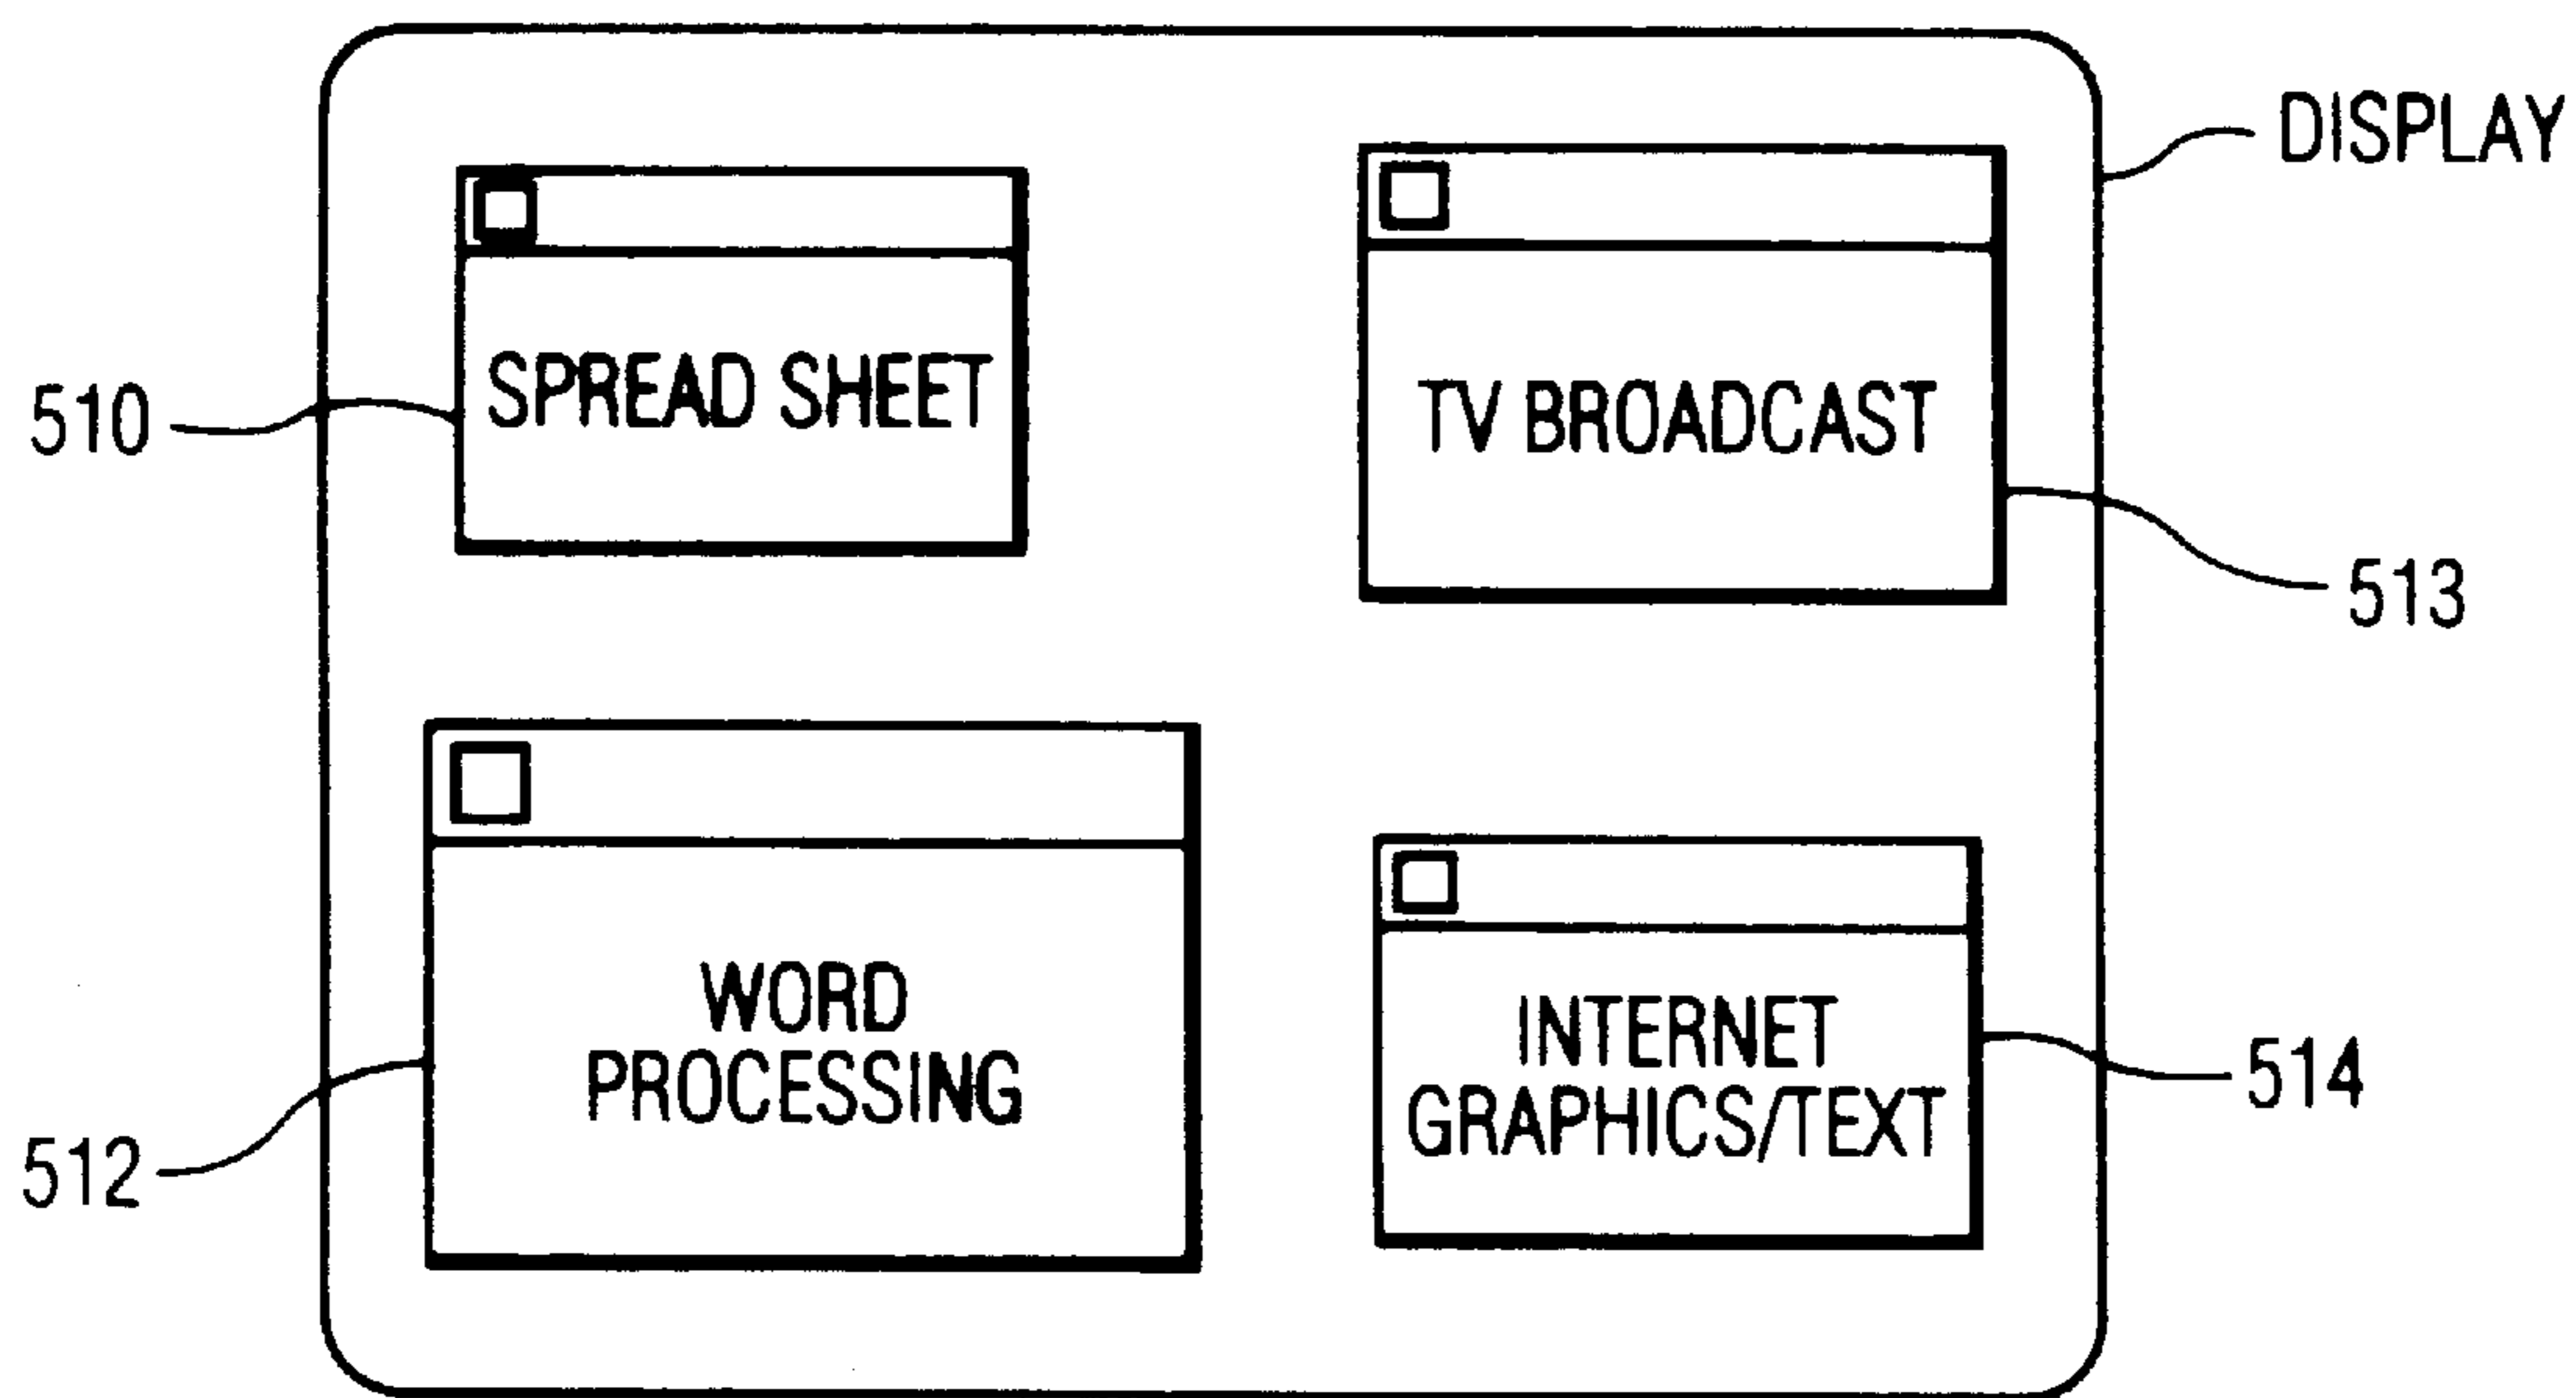 DISPLAY
510
SPREAD SHEET
TV BROADCAST
513
512
WORD
PROCESSING
INTERNET
GRAPHICS/TEXT
514